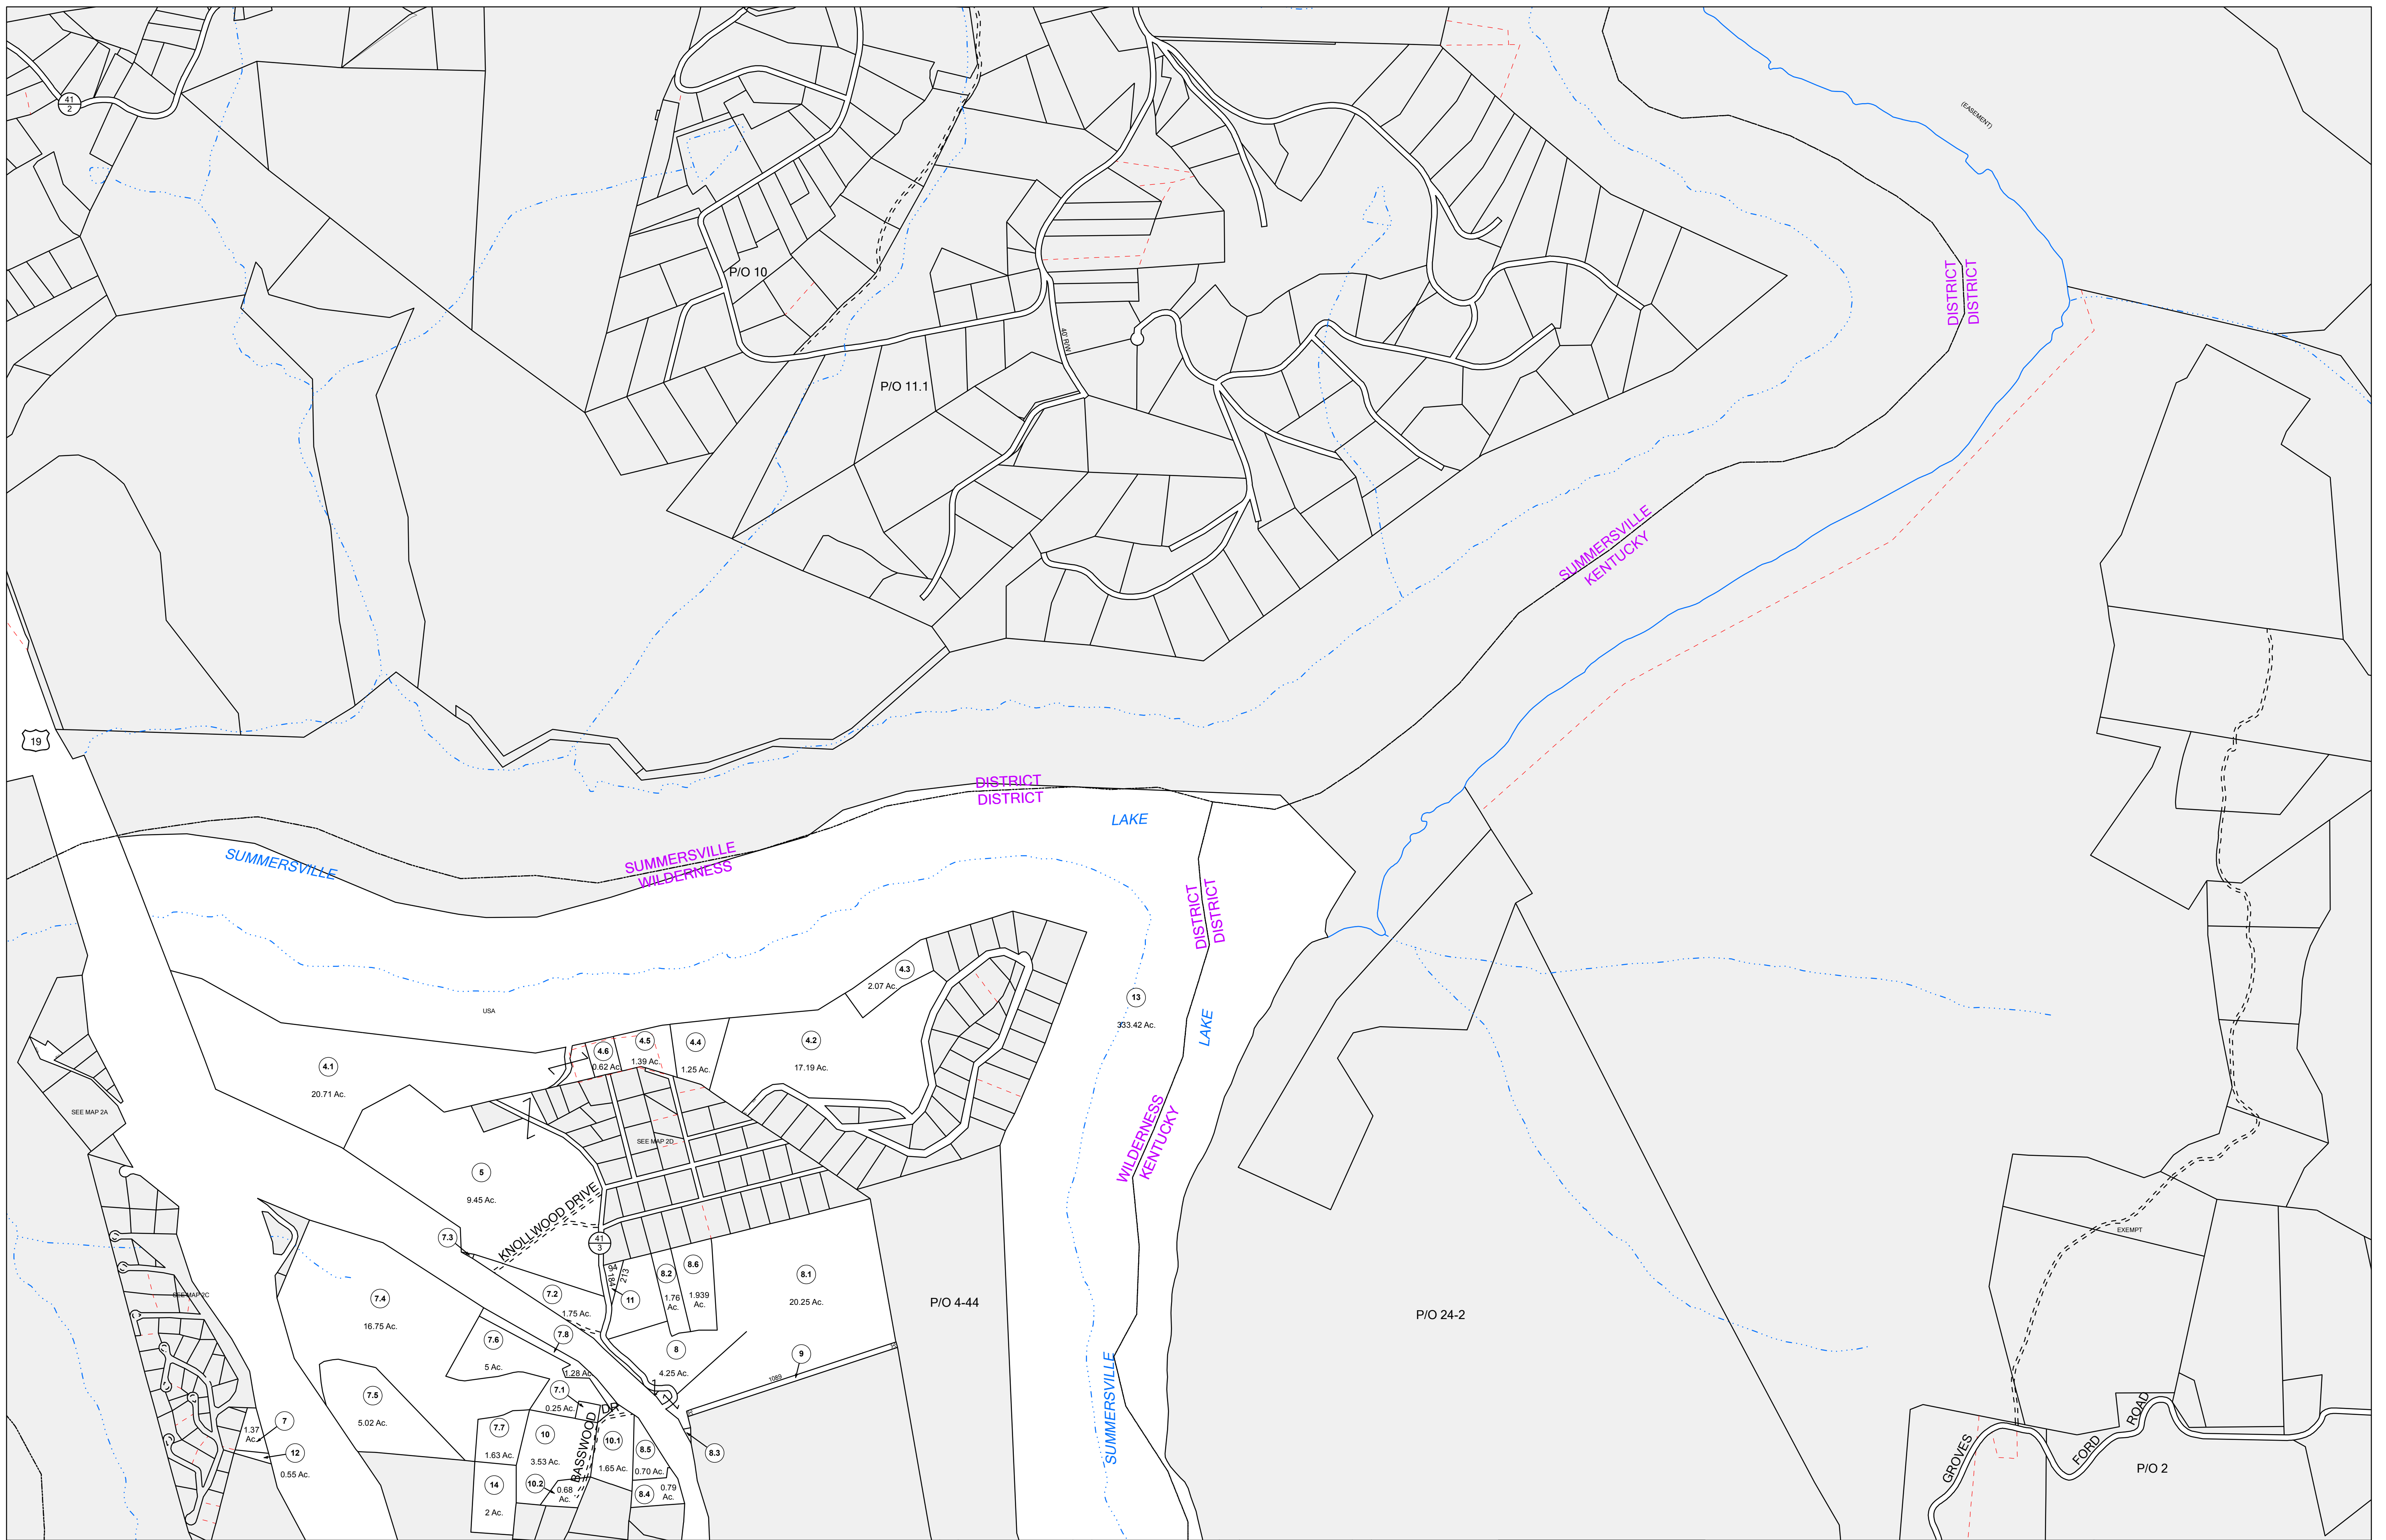 41
2
(EASEMENT)
P/O 10
DISTRICT
DISTRICT
40' R/W
P/O 11.1
SUMMERSVILLE
KENTUCKY
19
DISTRICT
DISTRICT
LAKE
SUMMERSVILLE
SUMMERSVILLE
WILDERNESS
DISTRICT
DISTRICT
4.3
2.07 Ac.
13
333.42 Ac.
USA
LAKE
4.1
20.71 Ac.
4.6
0.62 Ac.
4.5
1.39 Ac.
4.4
1.25 Ac.
4.2
17.19 Ac.
SEE MAP 2A
SEE MAP 2D
WILDERNESS
KENTUCKY
5
9.45 Ac.
KNOLLWOOD DRIVE
7.3
41
3
EXEMPT
SEE MAP 2C
94
184
213
8.2
1.76
Ac.
8.6
1.939
Ac.
8.1
20.25 Ac.
7.4
16.75 Ac.
7.2
1.75 Ac.
11
P/O 4-44
P/O 24-2
7.6
5 Ac.
7.8
1.28 Ac.
8
4.25 Ac.
9
1089
SUMMERSVILLE
7.5
5.02 Ac.
7.1
0.25 Ac.
BASSWOOD DR
7
1.37
Ac.
12
0.55 Ac.
7.7
1.63 Ac.
10
3.53 Ac.
10.1
1.65 Ac.
8.5
0.70 Ac.
8.3
14
2 Ac.
10.2
0.68
Ac.
8.4
0.79
Ac.
GROVES FORD ROAD
P/O 2